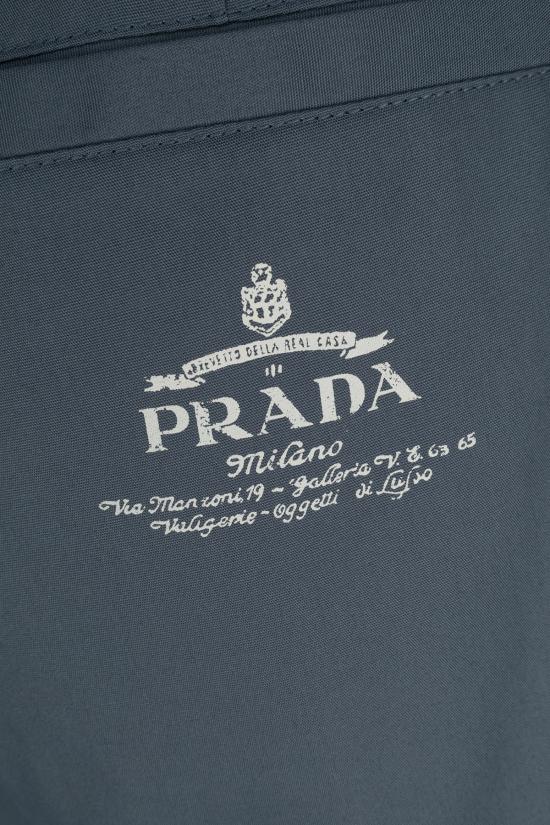 BREVETTO DELLA REAL CASA
PRADA
Milano
Via Manzoni, 19 - Galleria V. E. 63 65
Valigerie - Oggetti di Lusso